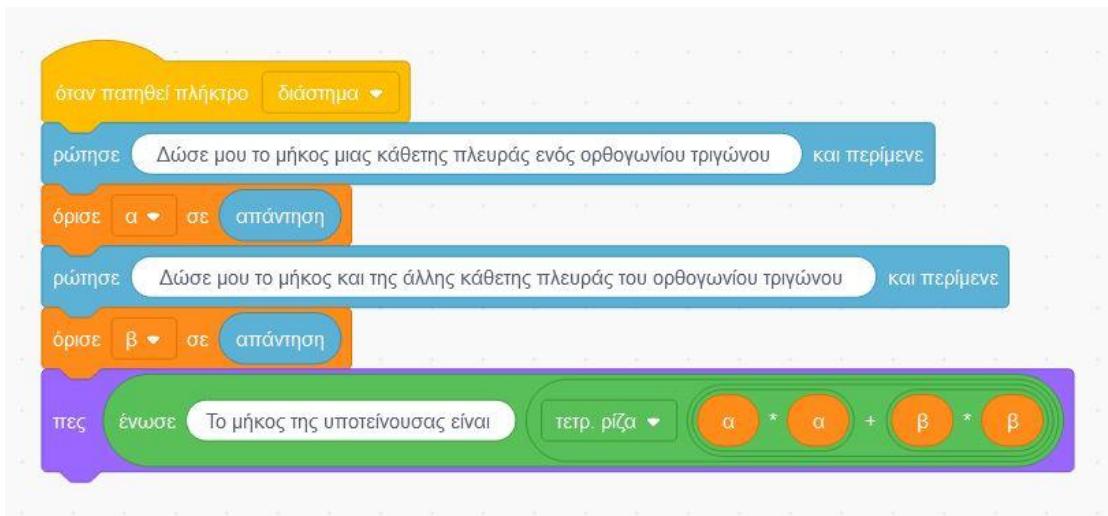 όταν πατηθεί πλήκτρο διάστημα
ρώτησε Δώσε μου το μήκος μιας κάθετης πλευράς ενός ορθογωνίου τριγώνου και περίμενε
όρισε α σε απάντηση
ρώτησε Δώσε μου το μήκος και της άλλης κάθετης πλευράς του ορθογωνίου τριγώνου και περίμενε
όρισε β σε απάντηση
πες ένωσε Το μήκος της υποτείνουσας είναι τετρ. ρίζα α * α + β * β